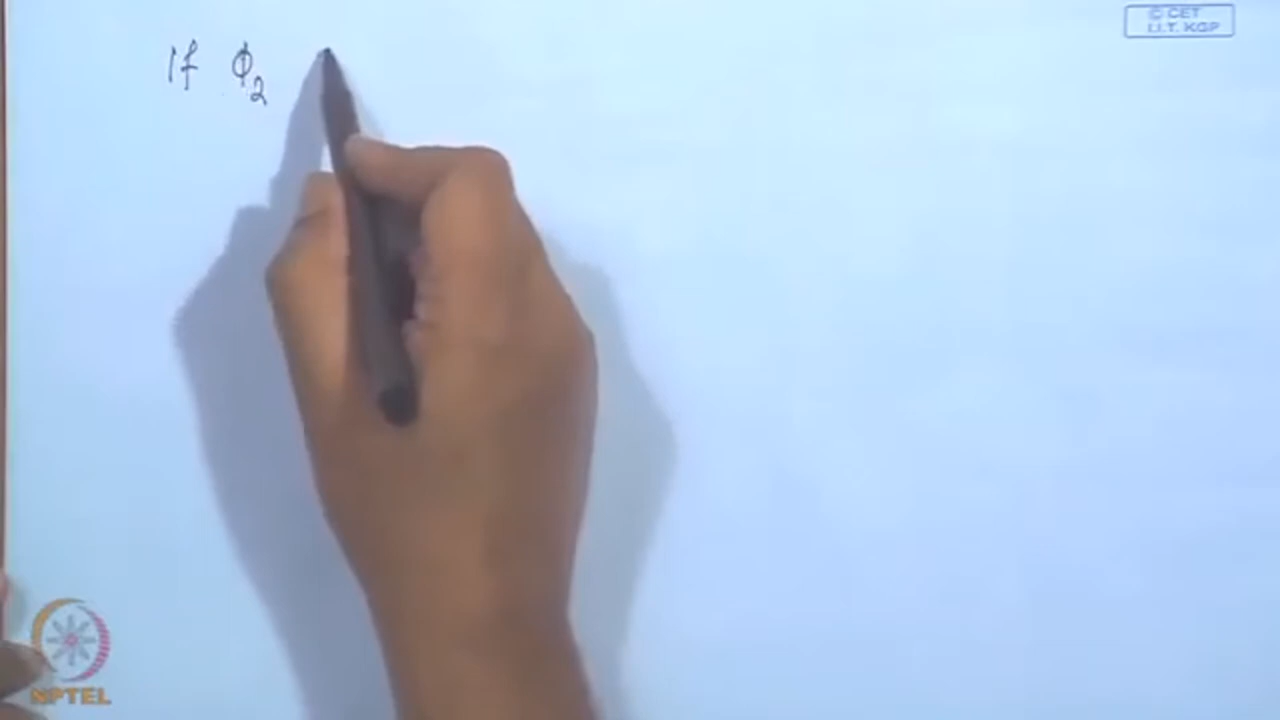 © CET
I.I.T. KGP
If Φ₂
NPTEL